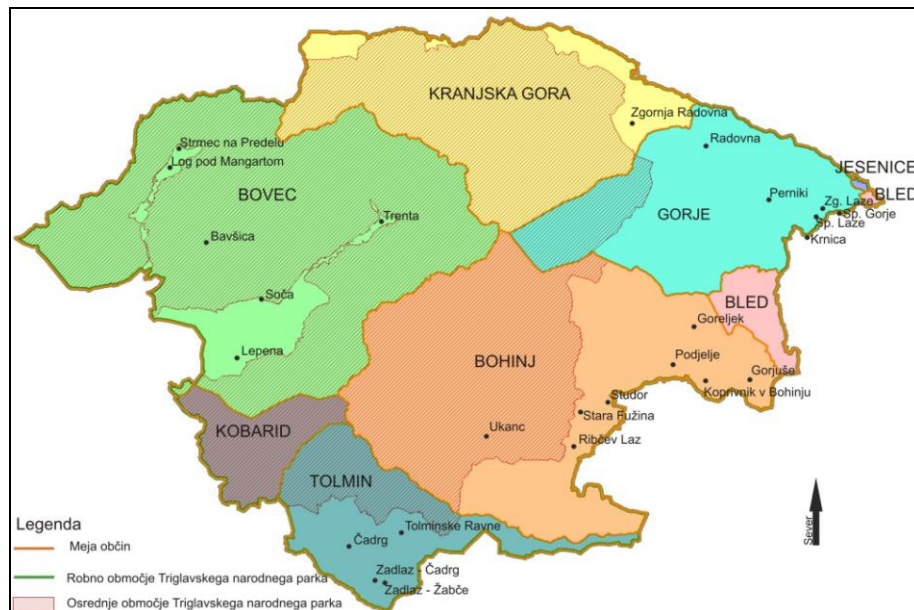 KRANJSKA GORA
Zgornja Radovna
Strmec na Predelu
Radovna
Log pod Mangartom
JESENICE
BOVEC
Perniki
BLED
Trenta
Zg. Laze
GORJE
Sp. Gorje
Sp. Laze
Bavšica
Krnica
Soča
BLED
Goreljek
Lepena
BOHINJ
Podjelje
Gorjuše
Koprivnik v Bohinju
Studor
Stara Fužina
KOBARID
Ukanc
Ribčev Laz
TOLMIN
Sever
Legenda
Tolminske Ravne
Meja občin
Čadrg
Robno območje Triglavskega narodnega parka
Zadlaz - Čadrg
Zadlaz - Žabče
Osrednje območje Triglavskega narodnega parka